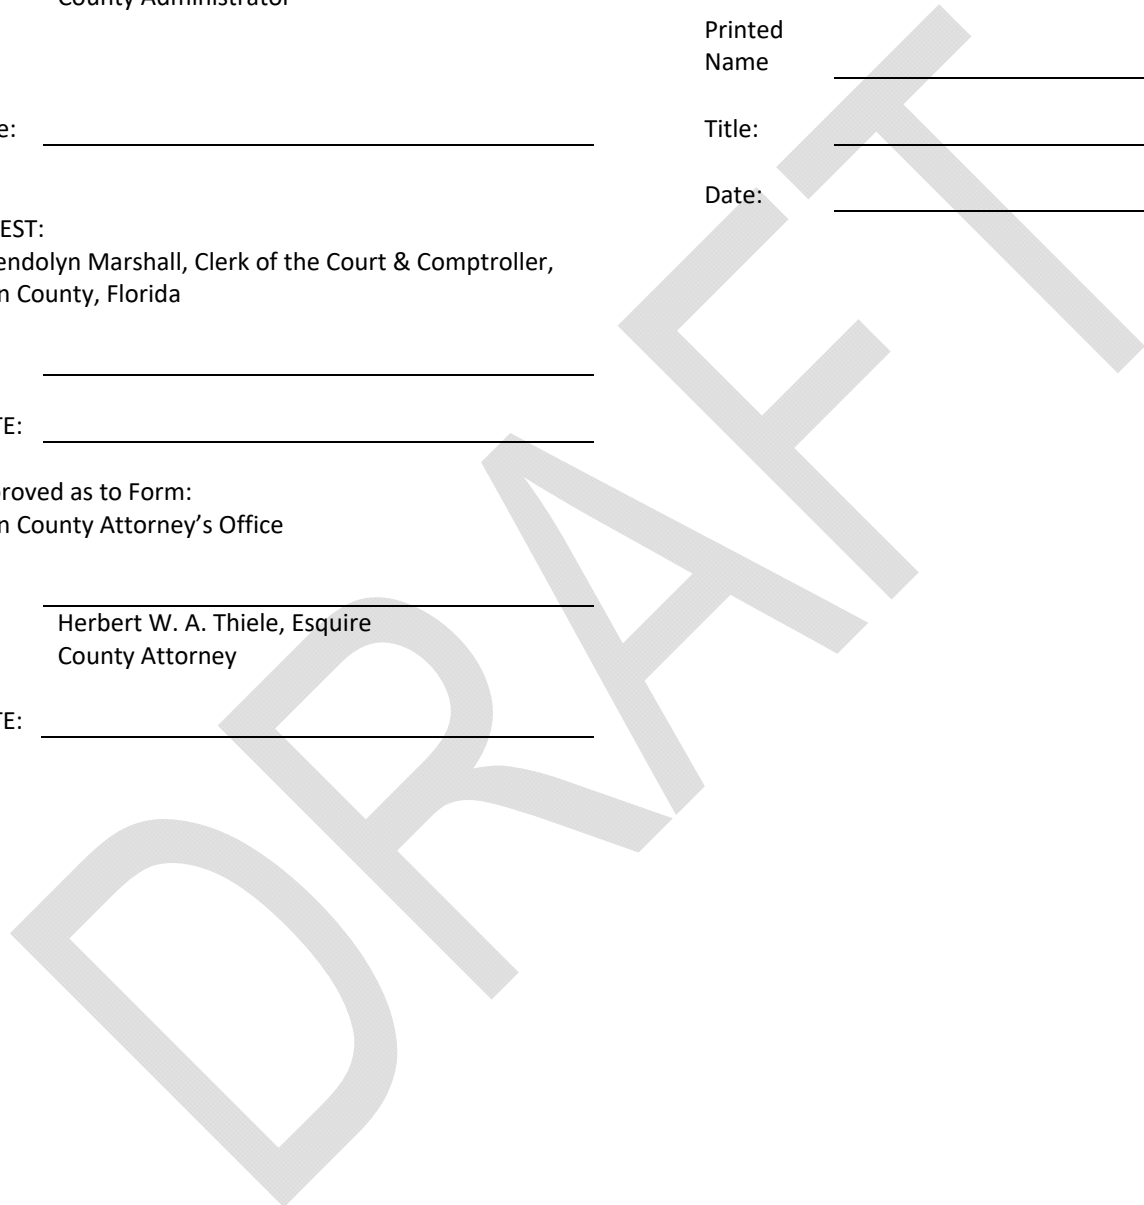 County Administrator
e:
EST:
endolyn Marshall, Clerk of the Court & Comptroller,
n County, Florida
TE:
proved as to Form:
n County Attorney's Office
Herbert W. A. Thiele, Esquire
County Attorney
TE:
Printed
Name
Title:
Date:
DRAFT